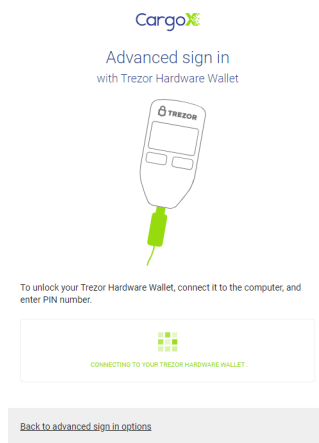 CargoX
Advanced sign in
with Trezor Hardware Wallet
TREZOR
To unlock your Trezor Hardware Wallet, connect it to the computer, and
enter PIN number.
CONNECTING TO YOUR TREZOR HARDWARE WALLET
Back to advanced sign in options